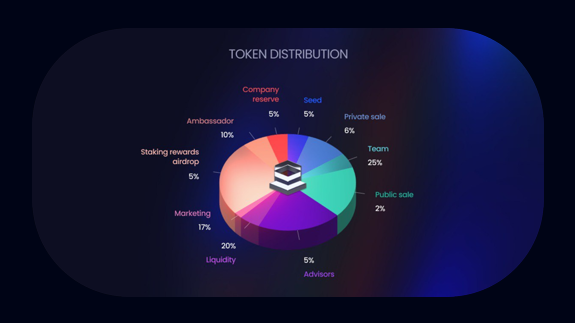 TOKEN DISTRIBUTION
Company
reserve
5%
Seed
5%
Private sale
6%
Ambassador
10%
Team
25%
Staking rewards
airdrop
5%
Public sale
2%
Marketing
17%
20%
Liquidity
5%
Advisors